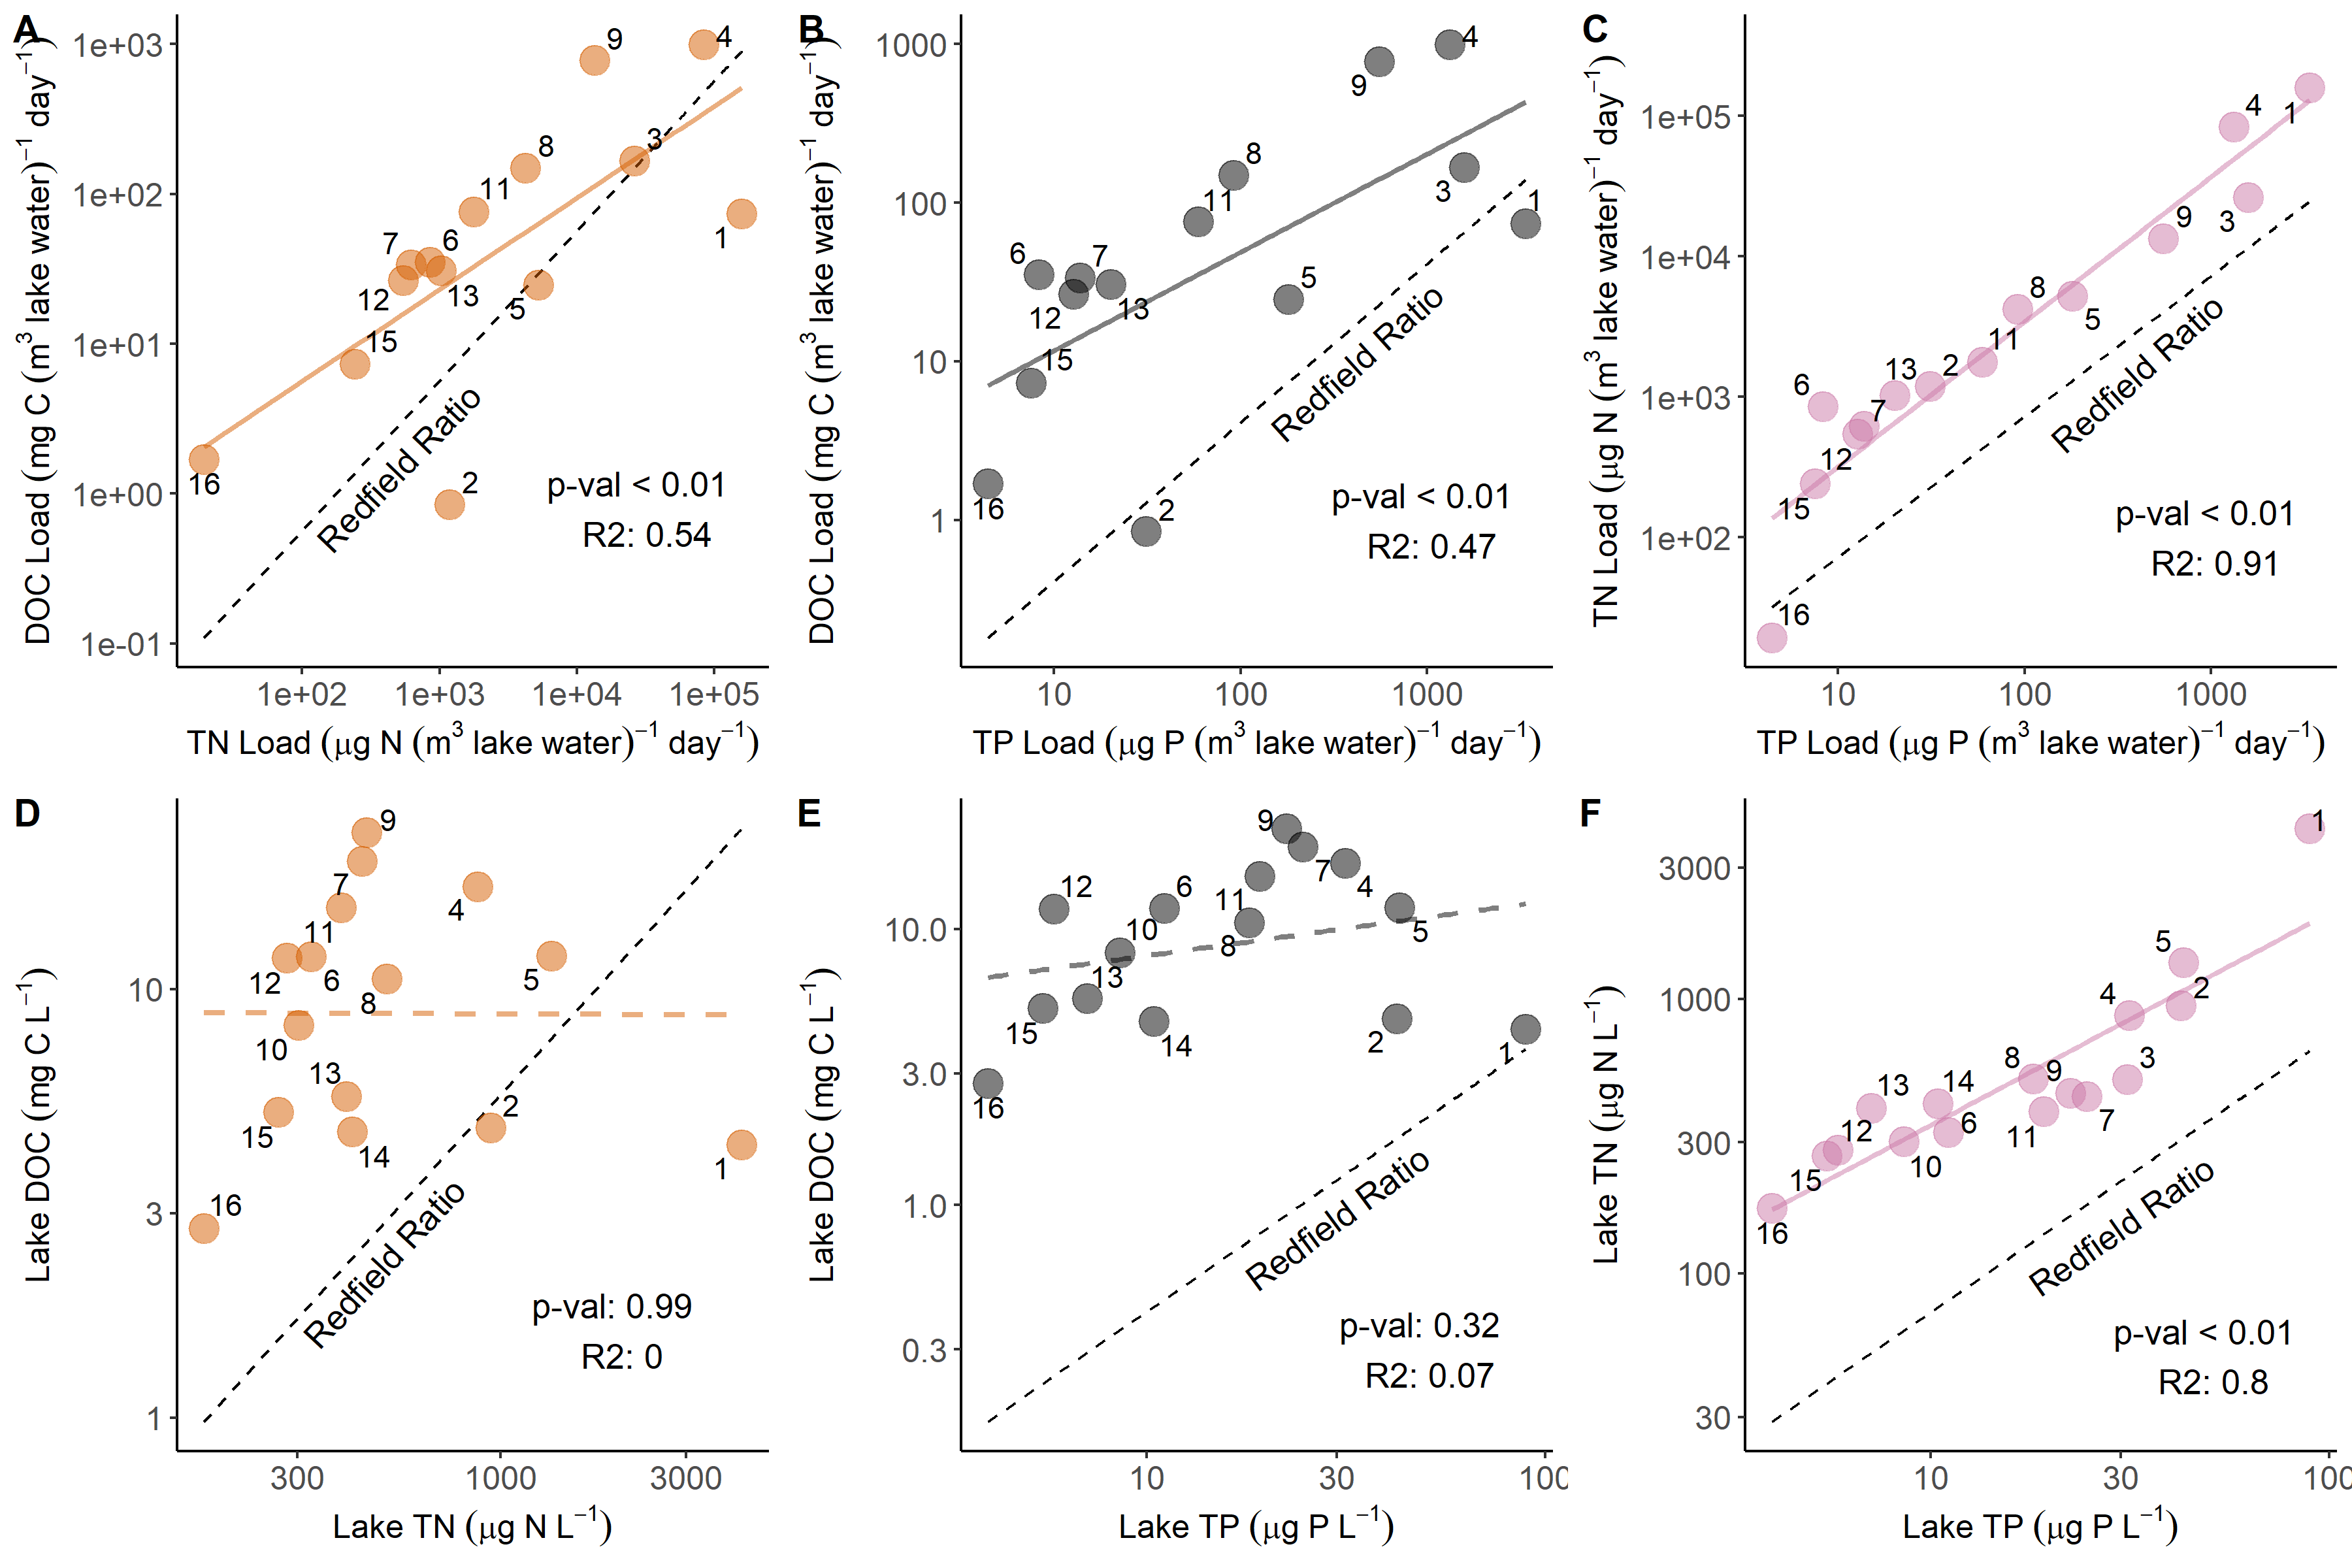 A
DOC Load (mg C (m³ lake water)⁻¹ day⁻¹)
1e+03
1e+02
1e+01
1e+00
1e-01
9
4
8
3
11
1
7
6
12
13
5
15
16
2
Redfield Ratio
p-val < 0.01
R2: 0.54
1e+02 1e+03 1e+04 1e+05
TN Load (μg N (m³ lake water)⁻¹ day⁻¹)
B
DOC Load (mg C (m³ lake water)⁻¹ day⁻¹)
1000
100
10
1
4
9
8
3
11
1
6
7
5
12
13
15
16
2
Redfield Ratio
p-val < 0.01
R2: 0.47
10 100 1000
TP Load (μg P (m³ lake water)⁻¹ day⁻¹)
C
TN Load (μg N (m³ lake water)⁻¹ day⁻¹)
1e+05
1e+04
1e+03
1e+02
4
1
9
3
8
5
11
2
13
6
7
12
15
16
Redfield Ratio
p-val < 0.01
R2: 0.91
10 100 1000
TP Load (μg P (m³ lake water)⁻¹ day⁻¹)
D
Lake DOC (mg C L⁻¹)
10
3
1
9
7
4
11
12
6
8
5
10
13
15
14
2
1
16
Redfield Ratio
p-val: 0.99
R2: 0
300 1000 3000
Lake TN (μg N L⁻¹)
E
Lake DOC (mg C L⁻¹)
10.0
3.0
1.0
0.3
9
7
4
12
6
11
10
8
5
13
15
14
2
1
16
Redfield Ratio
p-val: 0.32
R2: 0.07
10 30 100
Lake TP (μg P L⁻¹)
F
Lake TN (μg N L⁻¹)
3000
1000
300
100
30
1
5
4
2
8
9
3
13
14
12
6
11
7
15
10
16
Redfield Ratio
p-val < 0.01
R2: 0.8
10 30 100
Lake TP (μg P L⁻¹)